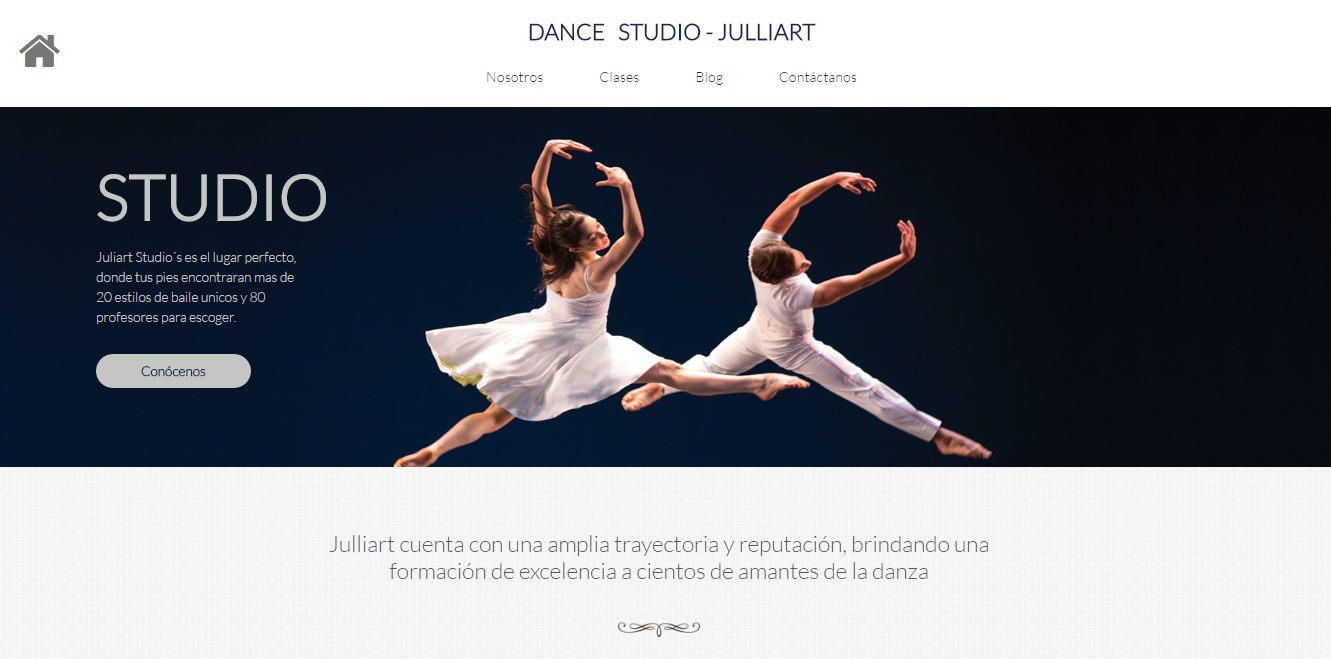 DANCE STUDIO - JULLIART
Nosotros Clases Blog Contáctanos
STUDIO
Juliart Studio´s es el lugar perfecto,
donde tus pies encontraran mas de
20 estilos de baile unicos y 80
profesores para escoger.
Conócenos
Julliart cuenta con una amplia trayectoria y reputación, brindando una
formación de excelencia a cientos de amantes de la danza